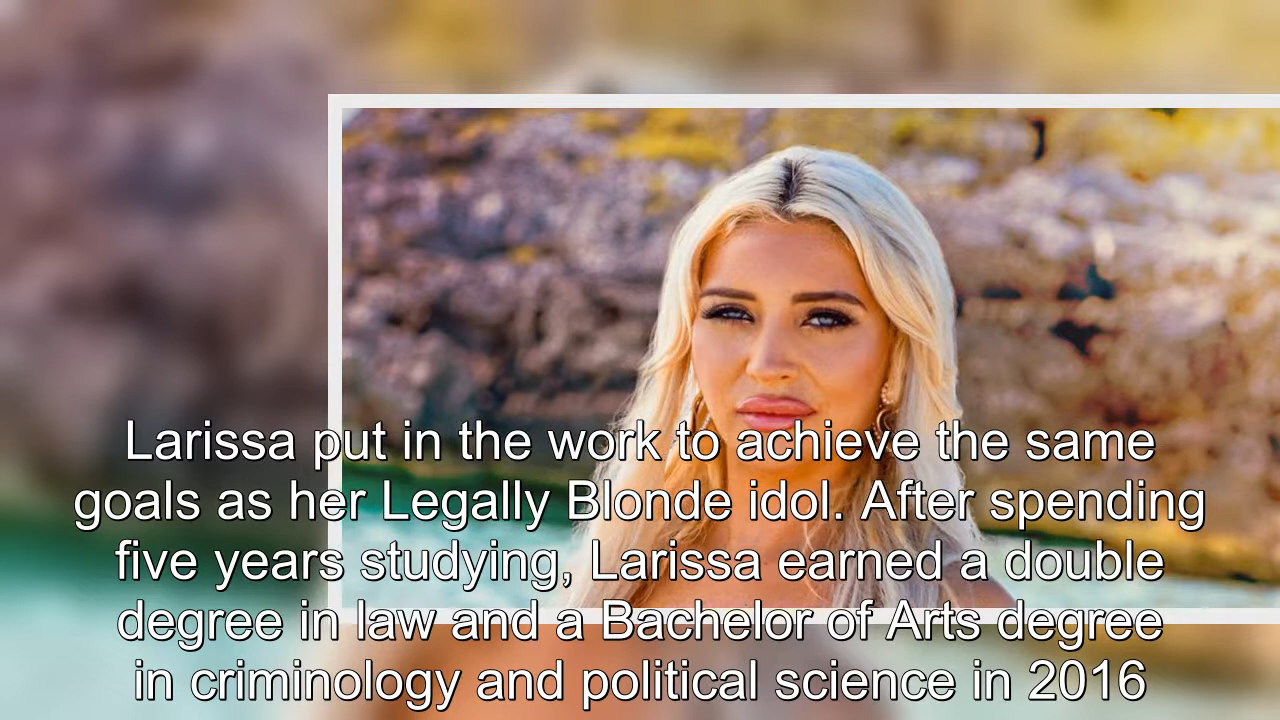 Larissa put in the work to achieve the same
goals as her Legally Blonde idol. After spending
five years studying, Larissa earned a double
degree in law and a Bachelor of Arts degree
in criminology and political science in 2016